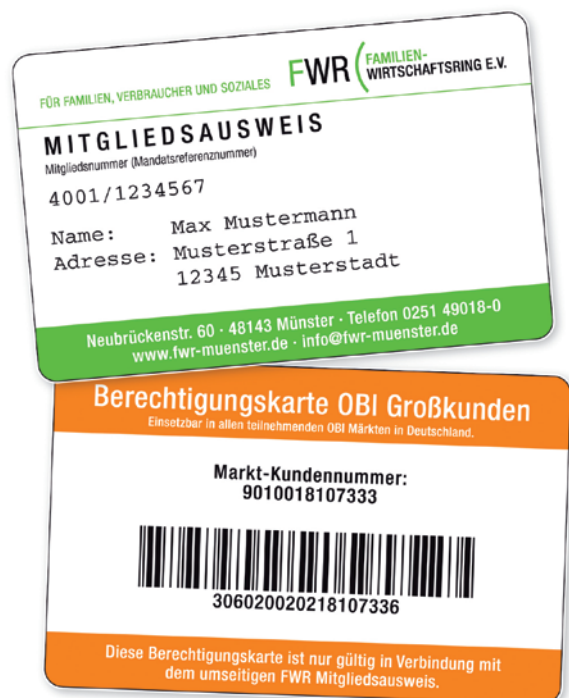 FÜR FAMILIEN, VERBRAUCHER UND SOZIALES
FWR
FAMILIEN-
WIRTSCHAFTSRING E.V.
MITGLIEDSAUSWEIS
Mitgliedsnummer (Mandatsreferenznummer)
4001/1234567
Name: Max Mustermann
Adresse: Musterstraße 1
12345 Musterstadt
Neubrückenstr. 60 · 48143 Münster · Telefon 0251 49018-0
www.fwr-muenster.de · info@fwr-muenster.de
Berechtigungskarte OBI Großkunden
Einsetzbar in allen teilnehmenden OBI Märkten in Deutschland.
Markt-Kundennummer:
9010018107333
306020020218107336
Diese Berechtigungskarte ist nur gültig in Verbindung mit
dem umseitigen FWR Mitgliedsausweis.